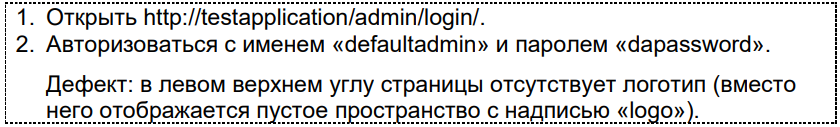 1. Открыть http://testapplication/admin/login/.
2. Авторизоваться с именем «defaultadmin» и паролем «dapassword».
Дефект: в левом верхнем углу страницы отсутствует логотип (вместо
него отображается пустое пространство с надписью «logo»).